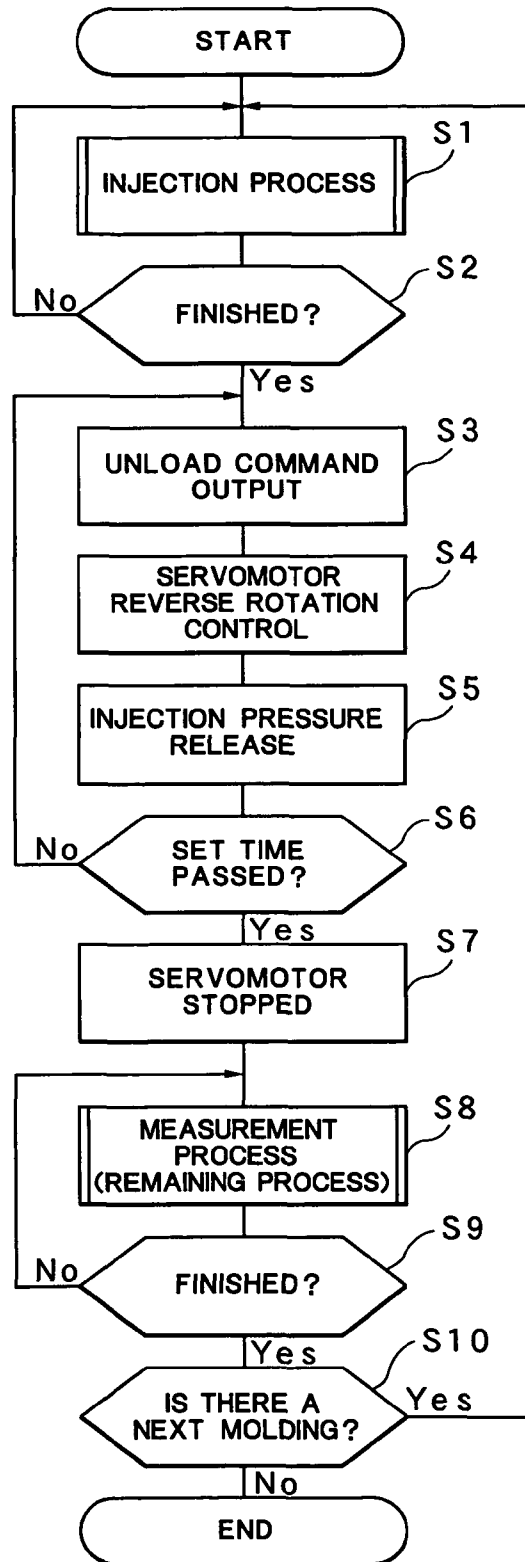 START
S1
INJECTION PROCESS
S2
No
FINISHED?
Yes
S3
UNLOAD COMMAND
OUTPUT
S4
SERVOMOTOR
REVERSE ROTATION
CONTROL
S5
INJECTION PRESSURE
RELEASE
S6
No
SET TIME
PASSED?
Yes
S7
SERVOMOTOR
STOPPED
S8
MEASUREMENT
PROCESS
(REMAINING PROCESS)
S9
No
FINISHED?
Yes
S10
IS THERE A
NEXT MOLDING?
Yes
No
END